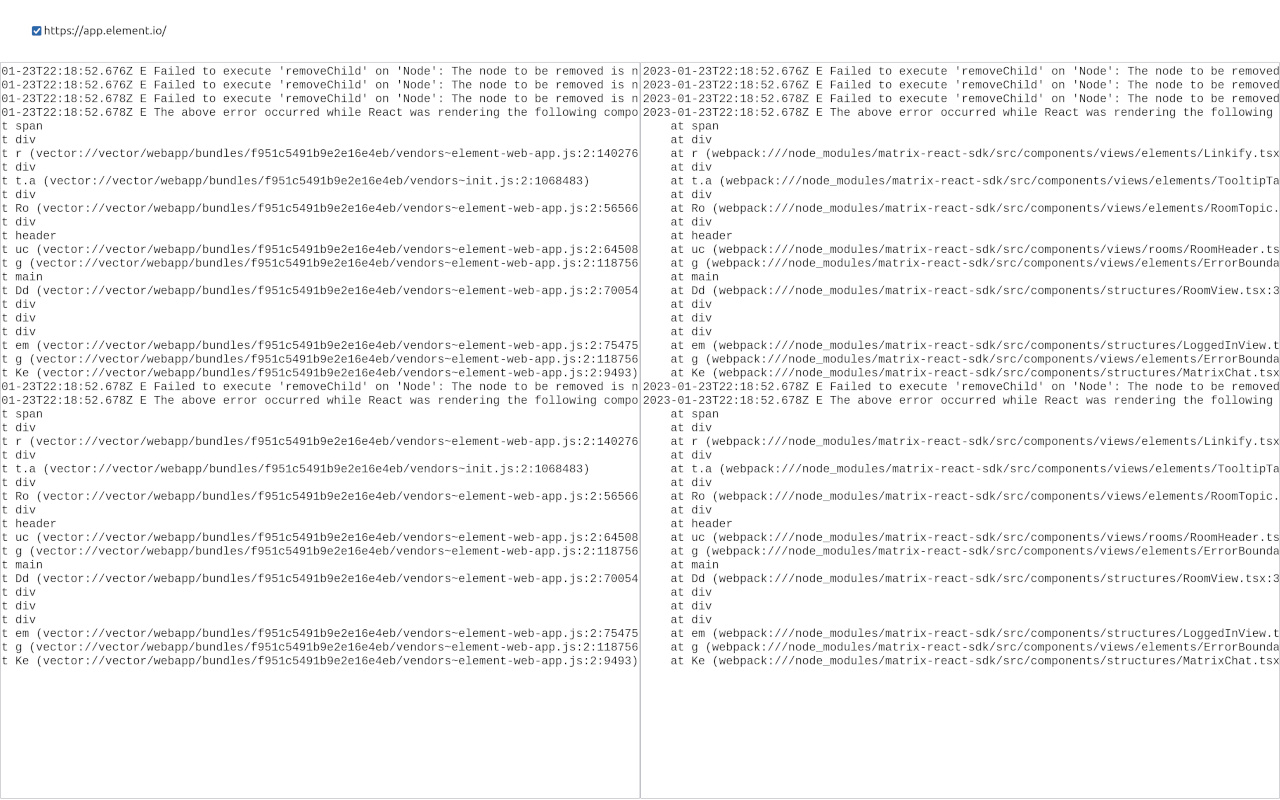 https://app.element.io/
01-23T22:18:52.676Z E Failed to execute 'removeChild' on 'Node': The node to be removed is n
01-23T22:18:52.676Z E Failed to execute 'removeChild' on 'Node': The node to be removed is n
01-23T22:18:52.678Z E Failed to execute 'removeChild' on 'Node': The node to be removed is n
01-23T22:18:52.678Z E The above error occurred while React was rendering the following compo
t span
t div
t r (vector://vector/webapp/bundles/f951c5491b9e2e16e4eb/vendors~element-web-app.js:2:140276
t div
t t.a (vector://vector/webapp/bundles/f951c5491b9e2e16e4eb/vendors~init.js:2:1068483)
t div
t Ro (vector://vector/webapp/bundles/f951c5491b9e2e16e4eb/vendors~element-web-app.js:2:56566
t div
t header
t uc (vector://vector/webapp/bundles/f951c5491b9e2e16e4eb/vendors~element-web-app.js:2:64508
t g (vector://vector/webapp/bundles/f951c5491b9e2e16e4eb/vendors~element-web-app.js:2:118756
t main
t Dd (vector://vector/webapp/bundles/f951c5491b9e2e16e4eb/vendors~element-web-app.js:2:70054
t div
t div
t div
t em (vector://vector/webapp/bundles/f951c5491b9e2e16e4eb/vendors~element-web-app.js:2:75475
t g (vector://vector/webapp/bundles/f951c5491b9e2e16e4eb/vendors~element-web-app.js:2:118756
t Ke (vector://vector/webapp/bundles/f951c5491b9e2e16e4eb/vendors~element-web-app.js:2:9493)
01-23T22:18:52.678Z E Failed to execute 'removeChild' on 'Node': The node to be removed is n
01-23T22:18:52.678Z E The above error occurred while React was rendering the following compo
t span
t div
t r (vector://vector/webapp/bundles/f951c5491b9e2e16e4eb/vendors~element-web-app.js:2:140276
t div
t t.a (vector://vector/webapp/bundles/f951c5491b9e2e16e4eb/vendors~init.js:2:1068483)
t div
t Ro (vector://vector/webapp/bundles/f951c5491b9e2e16e4eb/vendors~element-web-app.js:2:56566
t div
t header
t uc (vector://vector/webapp/bundles/f951c5491b9e2e16e4eb/vendors~element-web-app.js:2:64508
t g (vector://vector/webapp/bundles/f951c5491b9e2e16e4eb/vendors~element-web-app.js:2:118756
t main
t Dd (vector://vector/webapp/bundles/f951c5491b9e2e16e4eb/vendors~element-web-app.js:2:70054
t div
t div
t div
t em (vector://vector/webapp/bundles/f951c5491b9e2e16e4eb/vendors~element-web-app.js:2:75475
t g (vector://vector/webapp/bundles/f951c5491b9e2e16e4eb/vendors~element-web-app.js:2:118756
t Ke (vector://vector/webapp/bundles/f951c5491b9e2e16e4eb/vendors~element-web-app.js:2:9493)
2023-01-23T22:18:52.676Z E Failed to execute 'removeChild' on 'Node': The node to be removed
2023-01-23T22:18:52.676Z E Failed to execute 'removeChild' on 'Node': The node to be removed
2023-01-23T22:18:52.678Z E Failed to execute 'removeChild' on 'Node': The node to be removed
2023-01-23T22:18:52.678Z E The above error occurred while React was rendering the following
at span
at div
at r (webpack:///node_modules/matrix-react-sdk/src/components/views/elements/Linkify.tsx
at div
at t.a (webpack:///node_modules/matrix-react-sdk/src/components/views/elements/TooltipTa
at div
at Ro (webpack:///node_modules/matrix-react-sdk/src/components/views/elements/RoomTopic.
at div
at header
at uc (webpack:///node_modules/matrix-react-sdk/src/components/views/rooms/RoomHeader.ts
at g (webpack:///node_modules/matrix-react-sdk/src/components/views/elements/ErrorBounda
at main
at Dd (webpack:///node_modules/matrix-react-sdk/src/components/structures/RoomView.tsx:3
at div
at div
at div
at em (webpack:///node_modules/matrix-react-sdk/src/components/structures/LoggedInView.t
at g (webpack:///node_modules/matrix-react-sdk/src/components/views/elements/ErrorBounda
at Ke (webpack:///node_modules/matrix-react-sdk/src/components/structures/MatrixChat.tsx
2023-01-23T22:18:52.678Z E Failed to execute 'removeChild' on 'Node': The node to be removed
2023-01-23T22:18:52.678Z E The above error occurred while React was rendering the following
at span
at div
at r (webpack:///node_modules/matrix-react-sdk/src/components/views/elements/Linkify.tsx
at div
at t.a (webpack:///node_modules/matrix-react-sdk/src/components/views/elements/TooltipTa
at div
at Ro (webpack:///node_modules/matrix-react-sdk/src/components/views/elements/RoomTopic.
at div
at header
at uc (webpack:///node_modules/matrix-react-sdk/src/components/views/rooms/RoomHeader.ts
at g (webpack:///node_modules/matrix-react-sdk/src/components/views/elements/ErrorBounda
at main
at Dd (webpack:///node_modules/matrix-react-sdk/src/components/structures/RoomView.tsx:3
at div
at div
at div
at em (webpack:///node_modules/matrix-react-sdk/src/components/structures/LoggedInView.t
at g (webpack:///node_modules/matrix-react-sdk/src/components/views/elements/ErrorBounda
at Ke (webpack:///node_modules/matrix-react-sdk/src/components/structures/MatrixChat.tsx